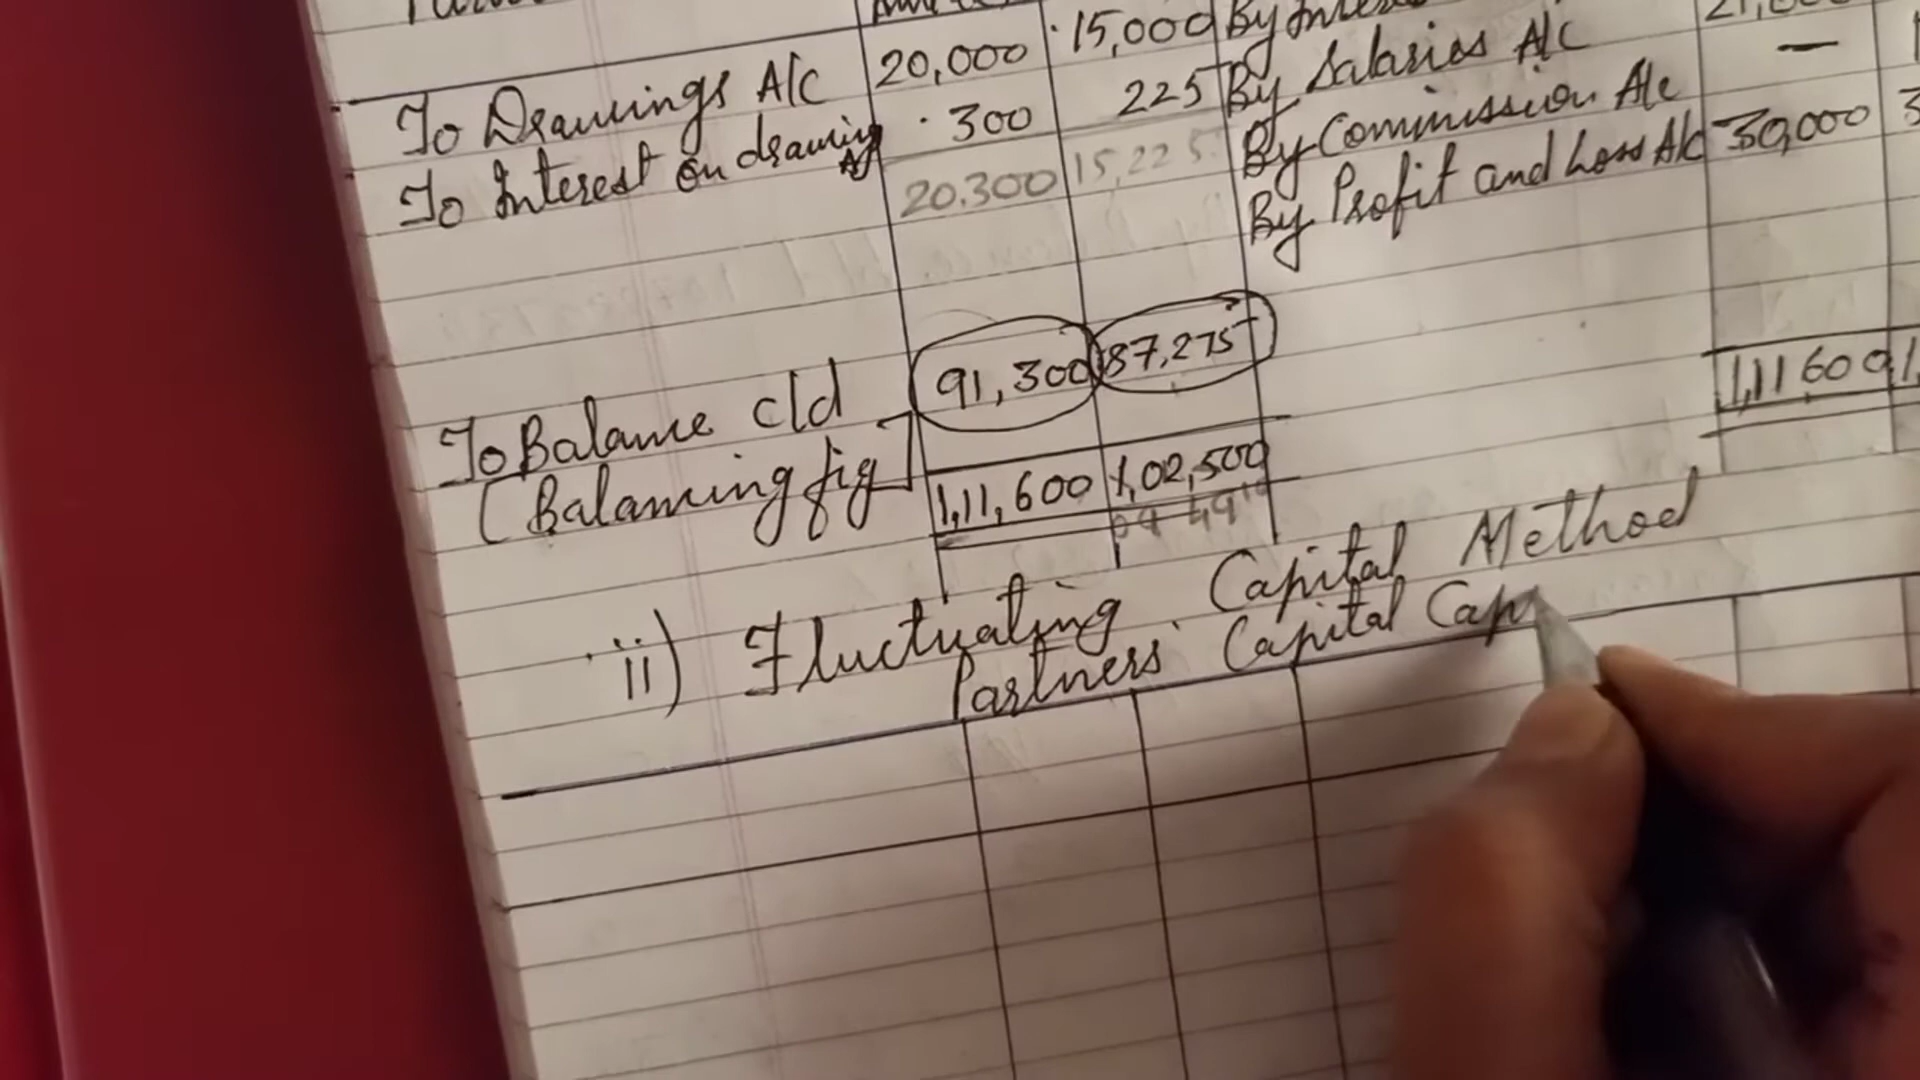 To Drawings A/c 20,000 15,000 By Interest
To Interest on drawing 300 225 By Salaries A/c —
20,300 15,225 By Commission A/c 30,000
By Profit and Loss A/c
To Balance c/d 91,300 87,275 1,11,600
[Balancing fig]
1,11,600 1,02,500
ii) Fluctuating Capital Method
Partners' Capital Cap